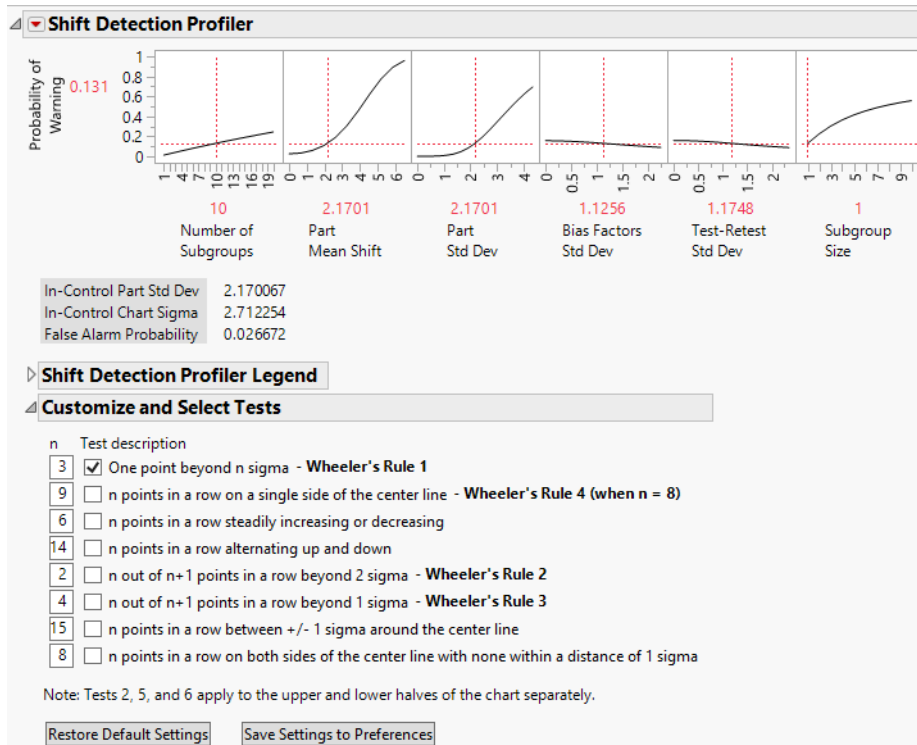 Shift Detection Profiler
Probability of
Warning
0.131
1
0.8
0.6
0.4
0.2
0
1 4 7 10 13 16 19
0 1 2 3 4 5 6
0 1 2 3 4
0 0.5 1 1.5 2
0 0.5 1 1.5 2
1 3 5 7 9
10 2.1701 2.1701 1.1256 1.1748 1
Number of Part Part Bias Factors Test-Retest Subgroup
Subgroups Mean Shift Std Dev Std Dev Std Dev Size
In-Control Part Std Dev 2.170067
In-Control Chart Sigma 2.712254
False Alarm Probability 0.026672
Shift Detection Profiler Legend
Customize and Select Tests
n Test description
3 One point beyond n sigma - Wheeler's Rule 1
9 n points in a row on a single side of the center line - Wheeler's Rule 4 (when n = 8)
6 n points in a row steadily increasing or decreasing
14 n points in a row alternating up and down
2 n out of n+1 points in a row beyond 2 sigma - Wheeler's Rule 2
4 n out of n+1 points in a row beyond 1 sigma - Wheeler's Rule 3
15 n points in a row between +/- 1 sigma around the center line
8 n points in a row on both sides of the center line with none within a distance of 1 sigma
Note: Tests 2, 5, and 6 apply to the upper and lower halves of the chart separately.
Restore Default Settings Save Settings to Preferences